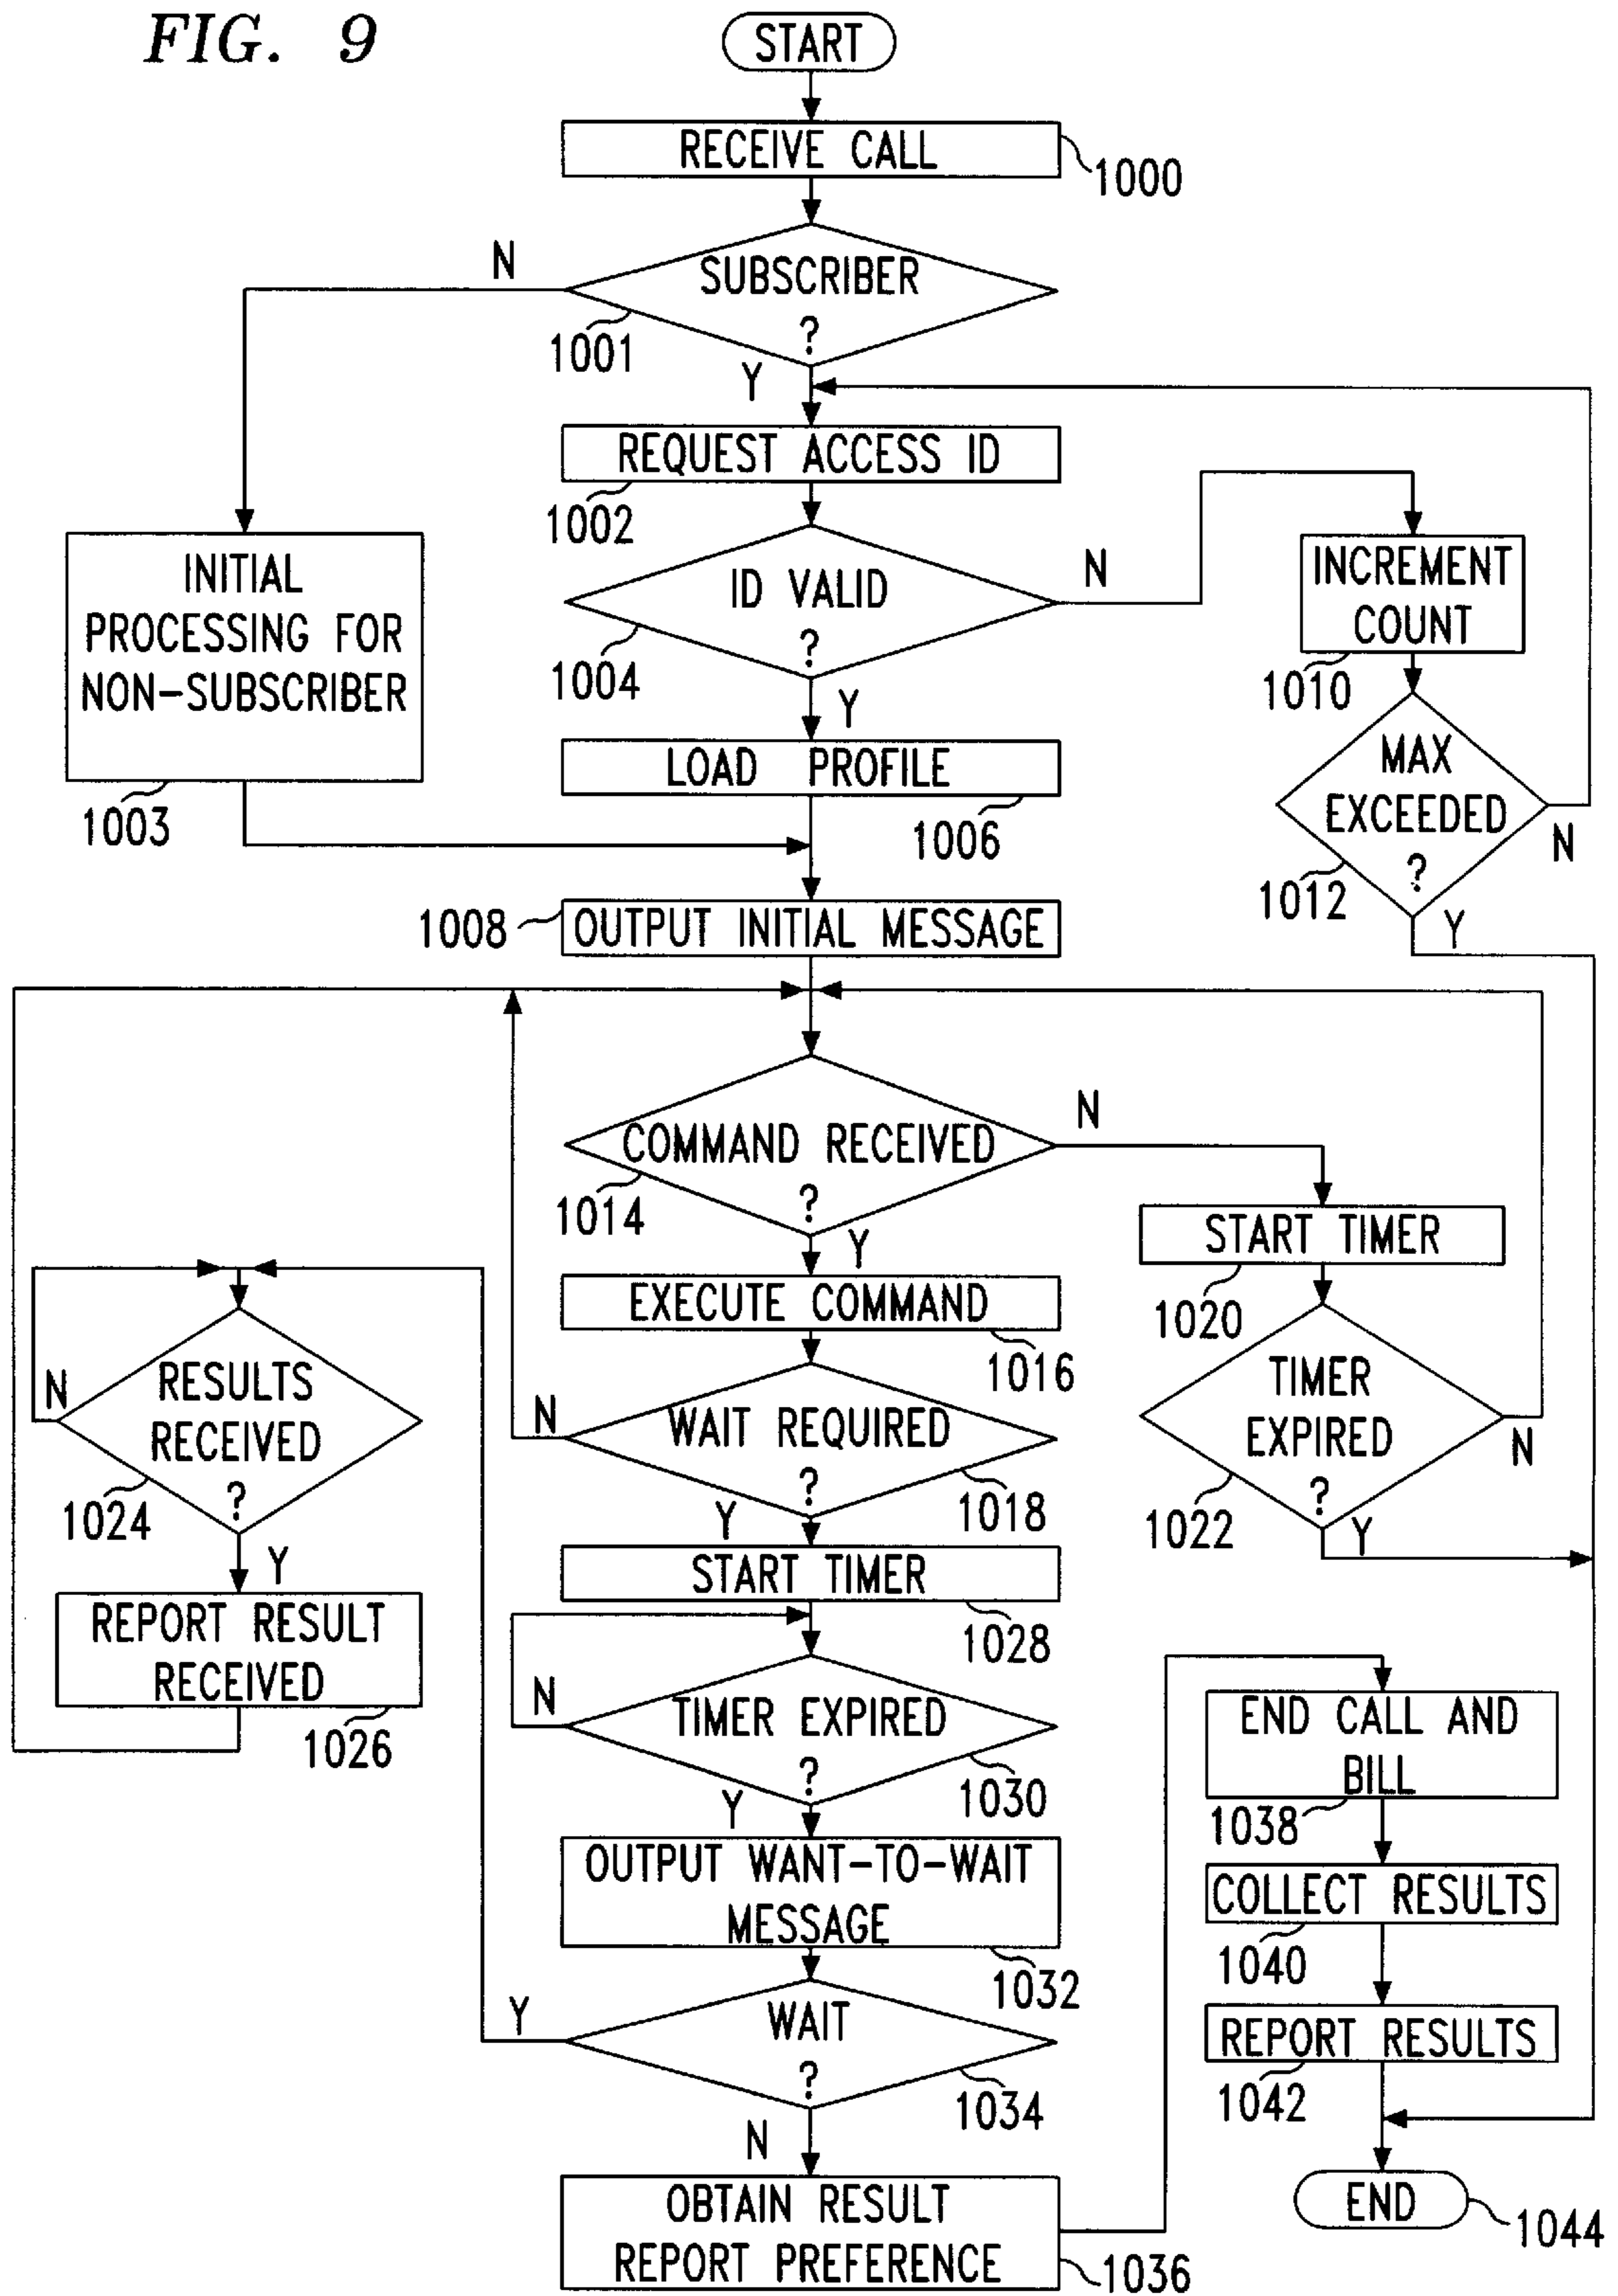 FIG. 9
START
RECEIVE CALL
1000
N
SUBSCRIBER
?
1001
Y
REQUEST ACCESS ID
1002
INITIAL
PROCESSING FOR
NON-SUBSCRIBER
1003
ID VALID
?
1004
N
Y
INCREMENT
COUNT
1010
LOAD PROFILE
1006
MAX
EXCEEDED
?
1012
N
Y
1008
OUTPUT INITIAL MESSAGE
COMMAND RECEIVED
?
1014
N
Y
START TIMER
1020
EXECUTE COMMAND
1016
TIMER
EXPIRED
?
1022
N
Y
RESULTS
RECEIVED
?
1024
N
Y
WAIT REQUIRED
?
1018
N
Y
START TIMER
1028
REPORT RESULT
RECEIVED
1026
TIMER EXPIRED
?
1030
N
Y
END CALL AND
BILL
1038
OUTPUT WANT-TO-WAIT
MESSAGE
1032
COLLECT RESULTS
1040
WAIT
?
1034
Y
N
REPORT RESULTS
1042
OBTAIN RESULT
REPORT PREFERENCE
1036
END
1044